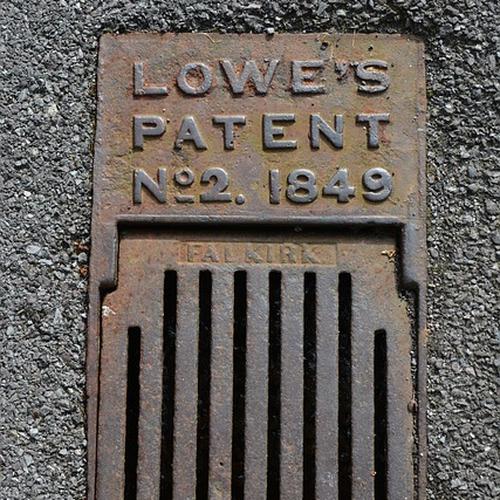 LOWE'S
PATENT
Nº2. 1849
FALKIRK